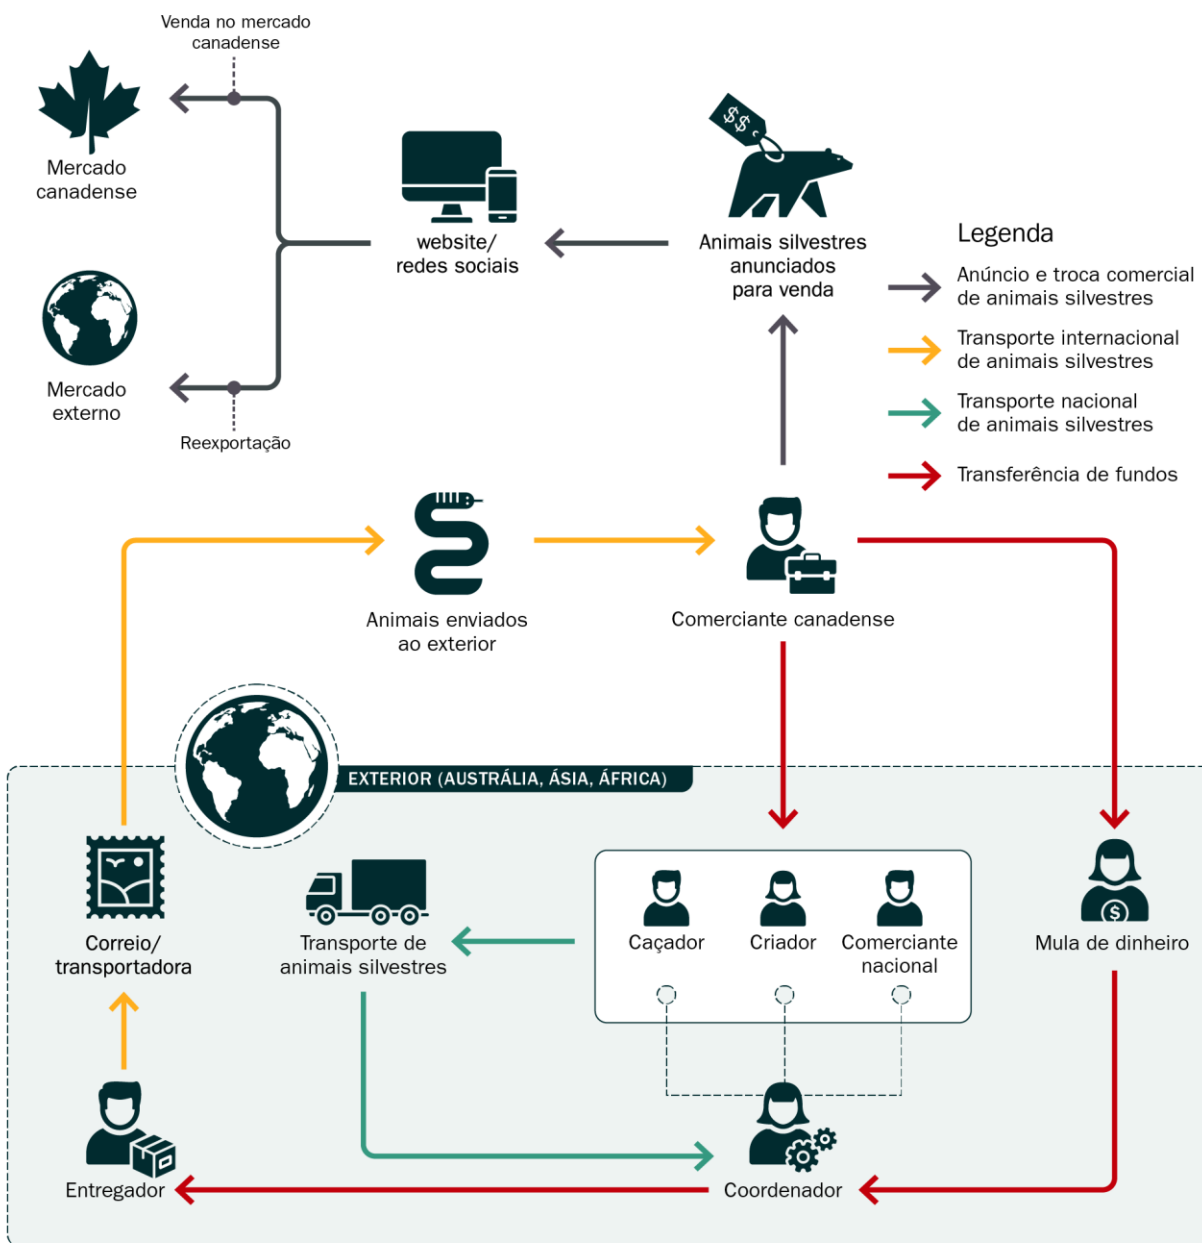 Venda no mercado
canadense
Mercado
canadense
website/
redes sociais
$$
Animais silvestres
anunciados
para venda
Mercado
externo
Reexportação
Legenda
Anúncio e troca comercial
de animais silvestres
Transporte internacional
de animais silvestres
Transporte nacional
de animais silvestres
Transferência de fundos
Animais enviados
ao exterior
Comerciante canadense
EXTERIOR (AUSTRÁLIA, ÁSIA, ÁFRICA)
Correio/
transportadora
Transporte de
animais silvestres
Caçador
Criador
Comerciante
nacional
$
Mula de dinheiro
Entregador
Coordenador